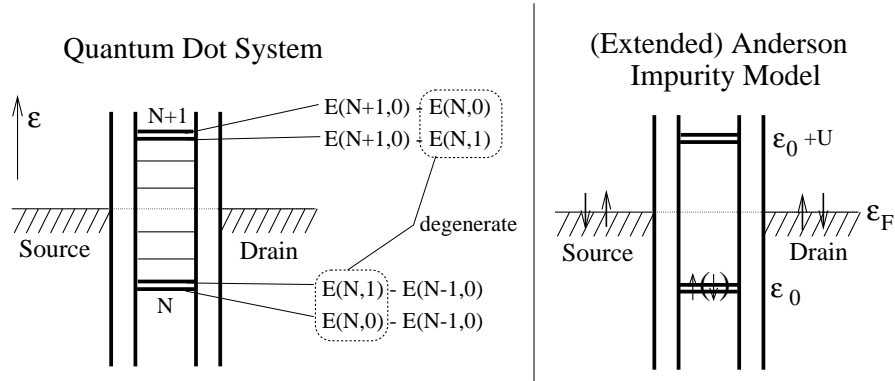 Quantum Dot System
ε
N+1
E(N+1,0) - E(N,0)
E(N+1,0) - E(N,1)
degenerate
Source
Drain
E(N,1) - E(N-1,0)
N
E(N,0) - E(N-1,0)
(Extended) Anderson
Impurity Model
ε₀ +U
ε_F
Source
Drain
( )
ε₀